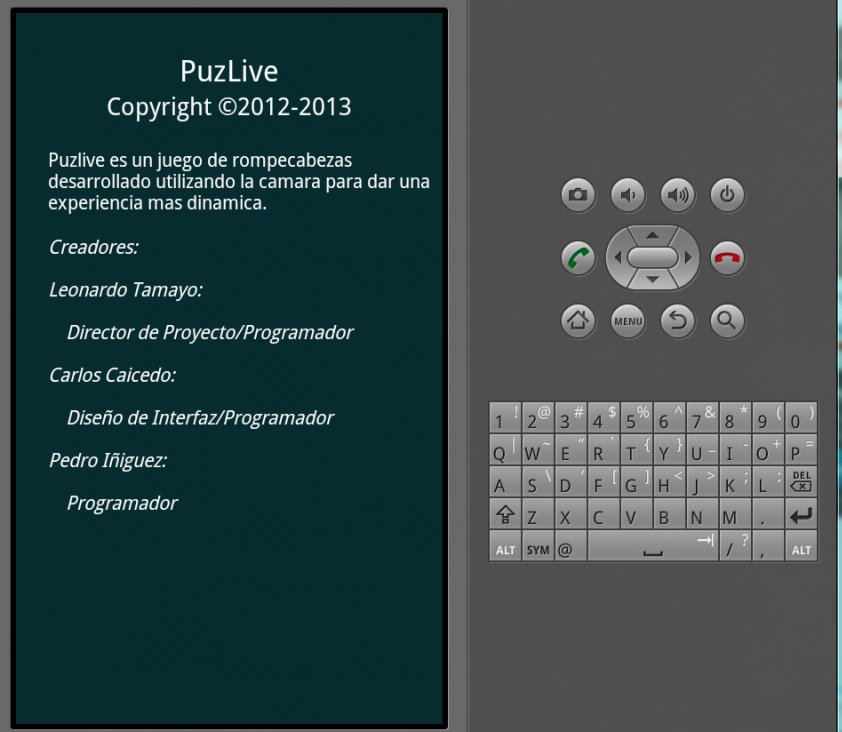 PuzLive
Copyright ©2012-2013
Puzlive es un juego de rompecabezas
desarrollado utilizando la camara para dar una
experiencia mas dinamica.
Creadores:
Leonardo Tamayo:
Director de Proyecto/Programador
Carlos Caicedo:
Diseño de Interfaz/Programador
Pedro Iñiguez:
Programador
MENU
1 ! 2 @ 3 # 4 $ 5 % 6 ^ 7 & 8 * 9 ( 0 )
Q | W ~ E " R ` T { Y } U _ I - O + P =
A S \ D ' F [ G ] H < J > K ; L : DEL
Z X C V B N M .
ALT SYM @ / ? , ALT